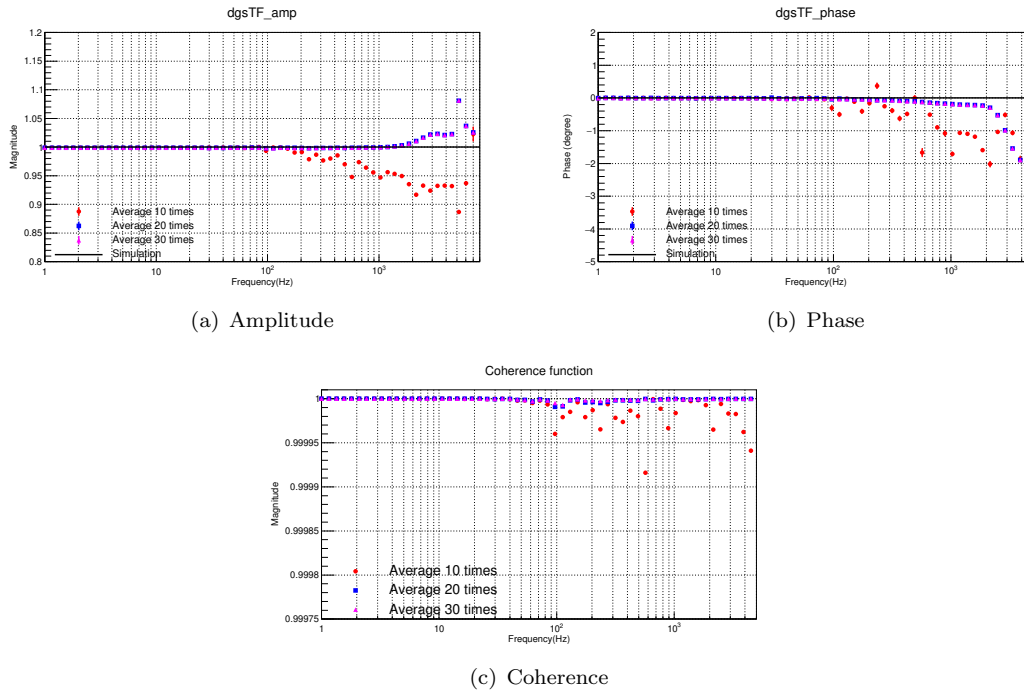 dgsTF_amp
Magnitude
1.2
1.15
1.1
1.05
1
0.95
0.9
0.85
0.8
Average 10 times
Average 20 times
Average 30 times
Simulation
1 10 10² 10³
Frequency(Hz)
(a) Amplitude
dgsTF_phase
Phase (degree)
2
1
0
−1
−2
−3
−4
−5
Average 10 times
Average 20 times
Average 30 times
Simulation
1 10 10² 10³
Frequency(Hz)
(b) Phase
Coherence function
Magnitude
1
0.99995
0.9999
0.99985
0.9998
0.99975
Average 10 times
Average 20 times
Average 30 times
1 10 10² 10³
Frequency(Hz)
(c) Coherence